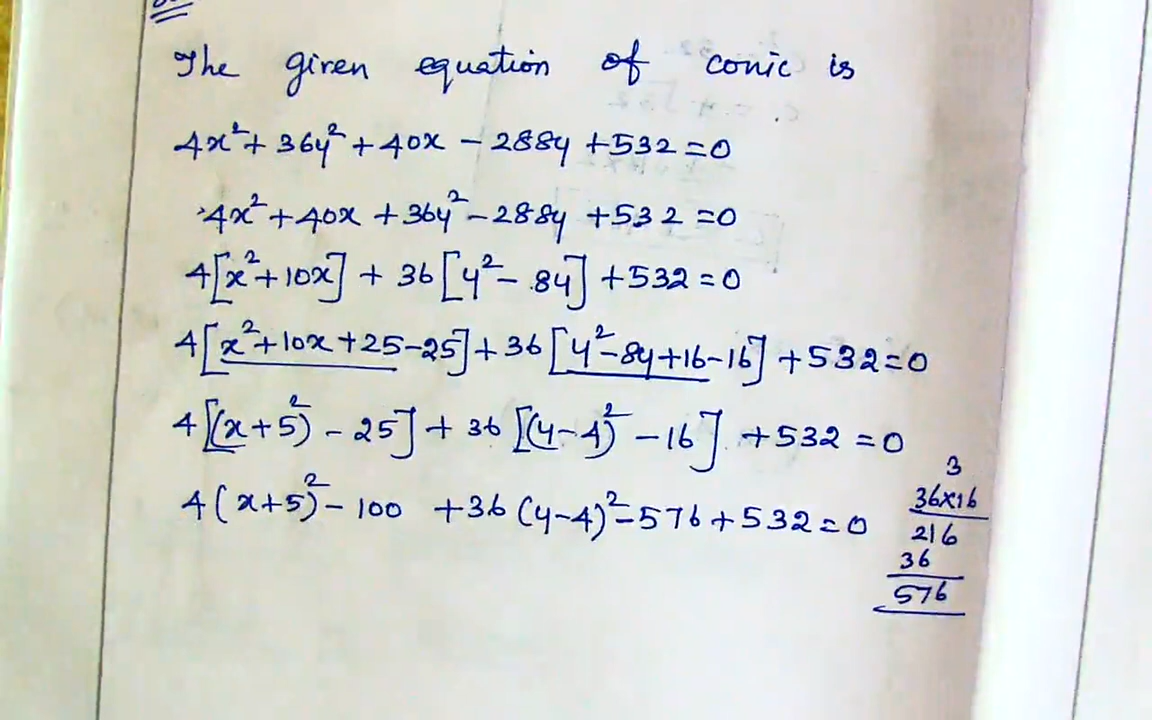 The given equation of conic is
4x² + 36y² + 40x - 288y + 532 = 0
4x² + 40x + 36y² - 288y + 532 = 0
4[x² + 10x] + 36[y² - 8y] + 532 = 0
4[x² + 10x + 25 - 25] + 36[y² - 8y + 16 - 16] + 532 = 0
4[(x + 5)² - 25] + 36[(y - 4)² - 16] + 532 = 0
4(x + 5)² - 100 + 36(y - 4)² - 576 + 532 = 0
3
36×16
216
36
576